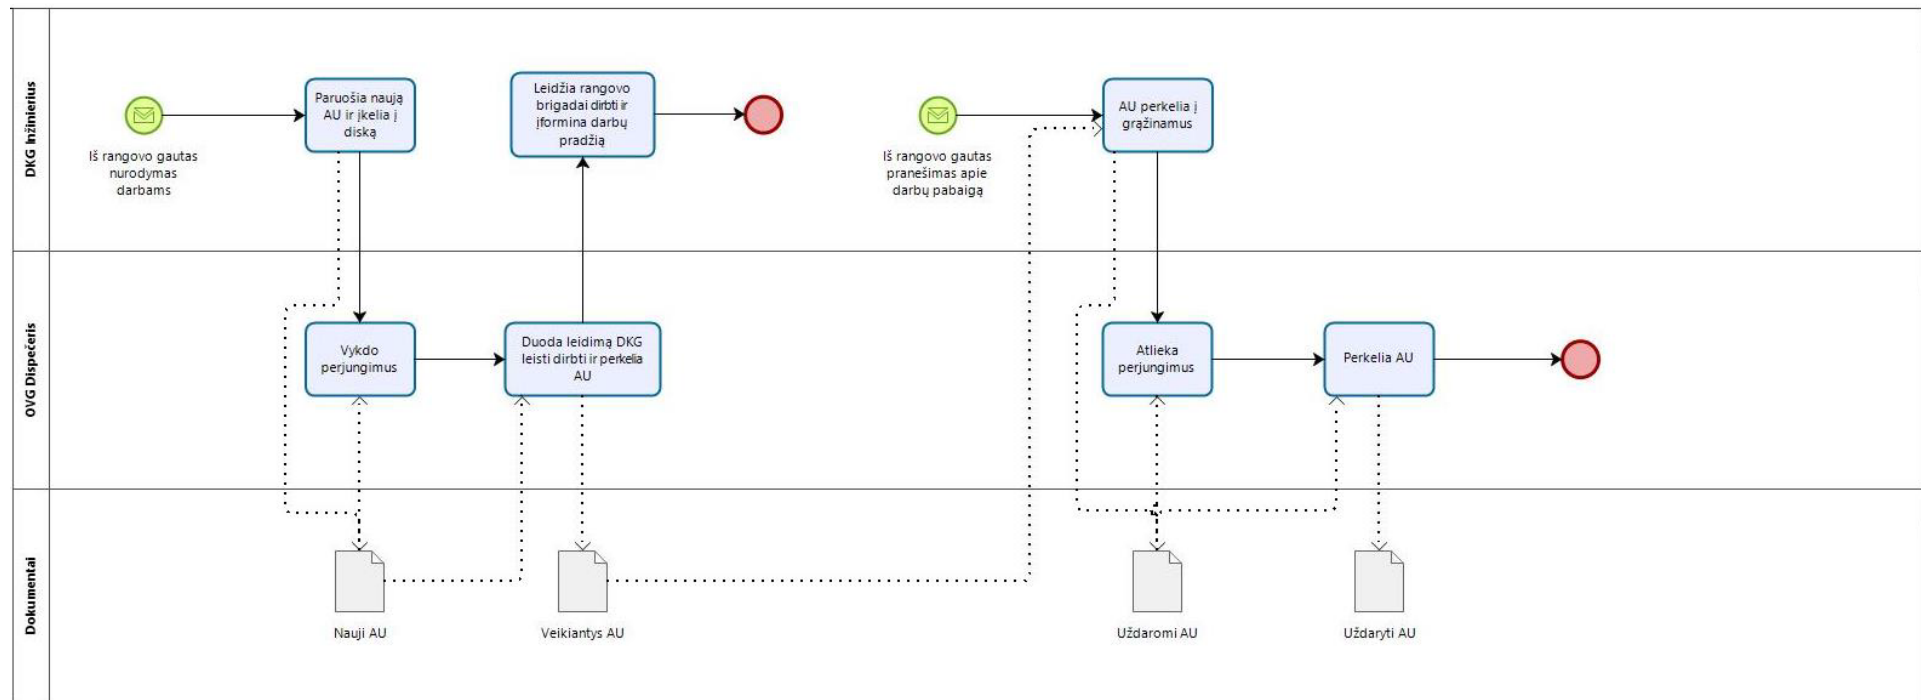 DKG Inžinierius
Iš rangovo gautas
nurodymas
darbams
Paruošia naują
AU ir įkelia į
diską
Leidžia rangovo
brigadai dirbti ir
įformina darbų
pradžią
Iš rangovo gautas
pranešimas apie
darbų pabaigą
AU perkelia į
grąžinamus
OVG Dispečeris
Vykdo
perjungimus
Duoda leidimą DKG
leisti dirbti ir perkelia
AU
Atlieka
perjungimus
Perkelia AU
Dokumentai
Nauji AU
Veikiantys AU
Uždaromi AU
Uždaryti AU